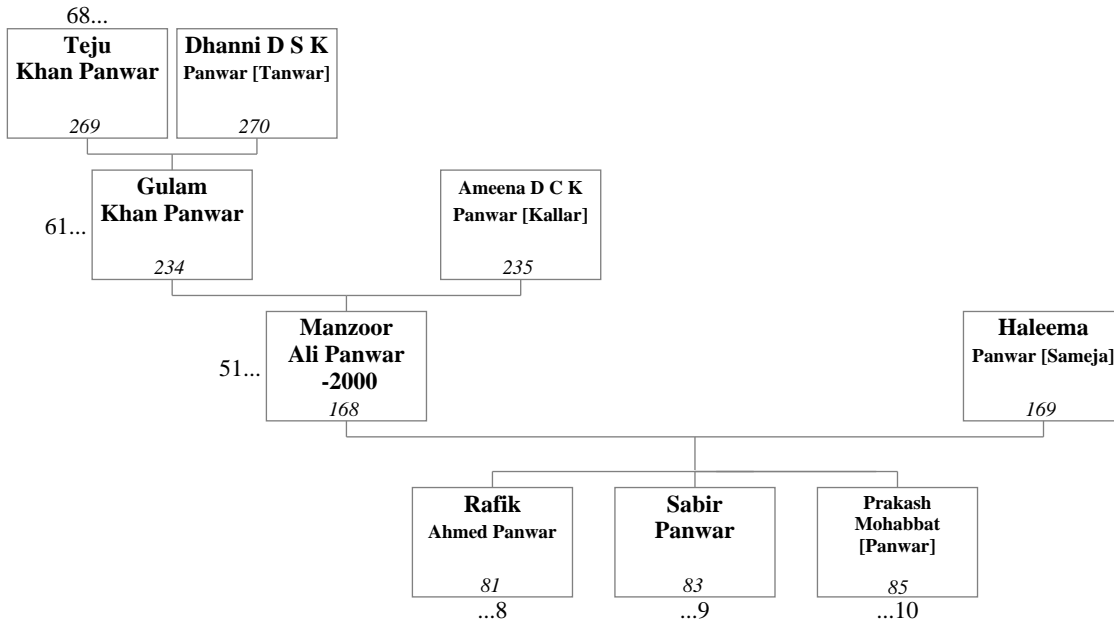 68...
Teju
Khan Panwar
269
Dhanni D S K
Panwar [Tanwar]
270
61...
Gulam
Khan Panwar
234
Ameena D C K
Panwar [Kallar]
235
51...
Manzoor
Ali Panwar
-2000
168
Haleema
Panwar [Sameja]
169
Rafik
Ahmed Panwar
81
...8
Sabir
Panwar
83
...9
Prakash
Mohabbat
[Panwar]
85
...10